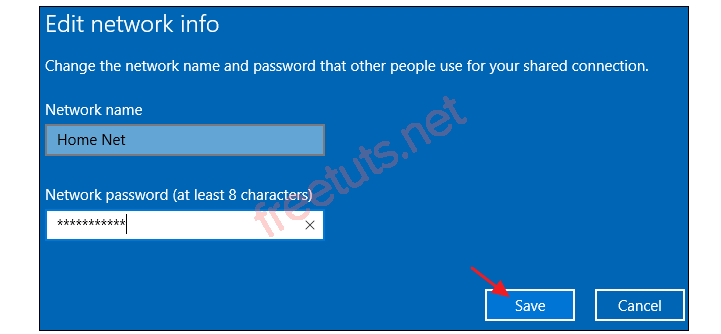 Edit network info
Change the network name and password that other people use for your shared connection.
Network name
Home Net
Network password (at least 8 characters)
***********
freetuts.net
Save
Cancel